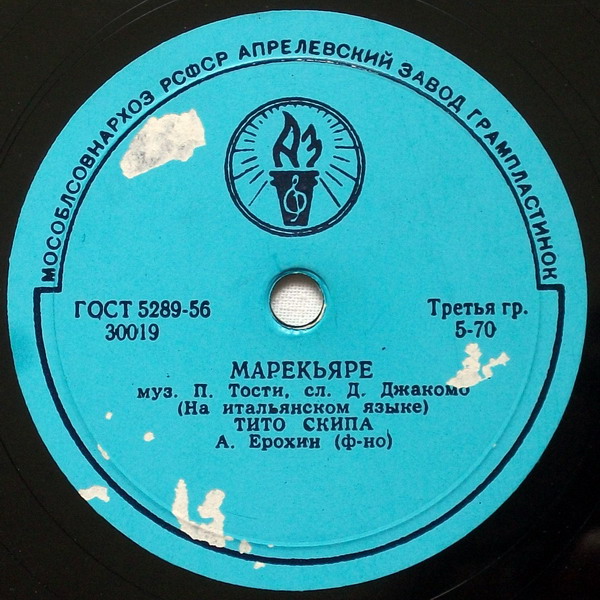 МОСОБЛСОВНАРХОЗ РСФСР АПРЕЛЕВСКИЙ ЗАВОД ГРАМПЛАСТИНОК
АЗ
ГОСТ 5289-56
30019
Третья гр.
5-70
МАРЕКЬЯРЕ
муз. П. Тости, сл. Д. Джакомо
(На итальянском языке)
ТИТО СКИПА
А. Ерохин (ф-но)